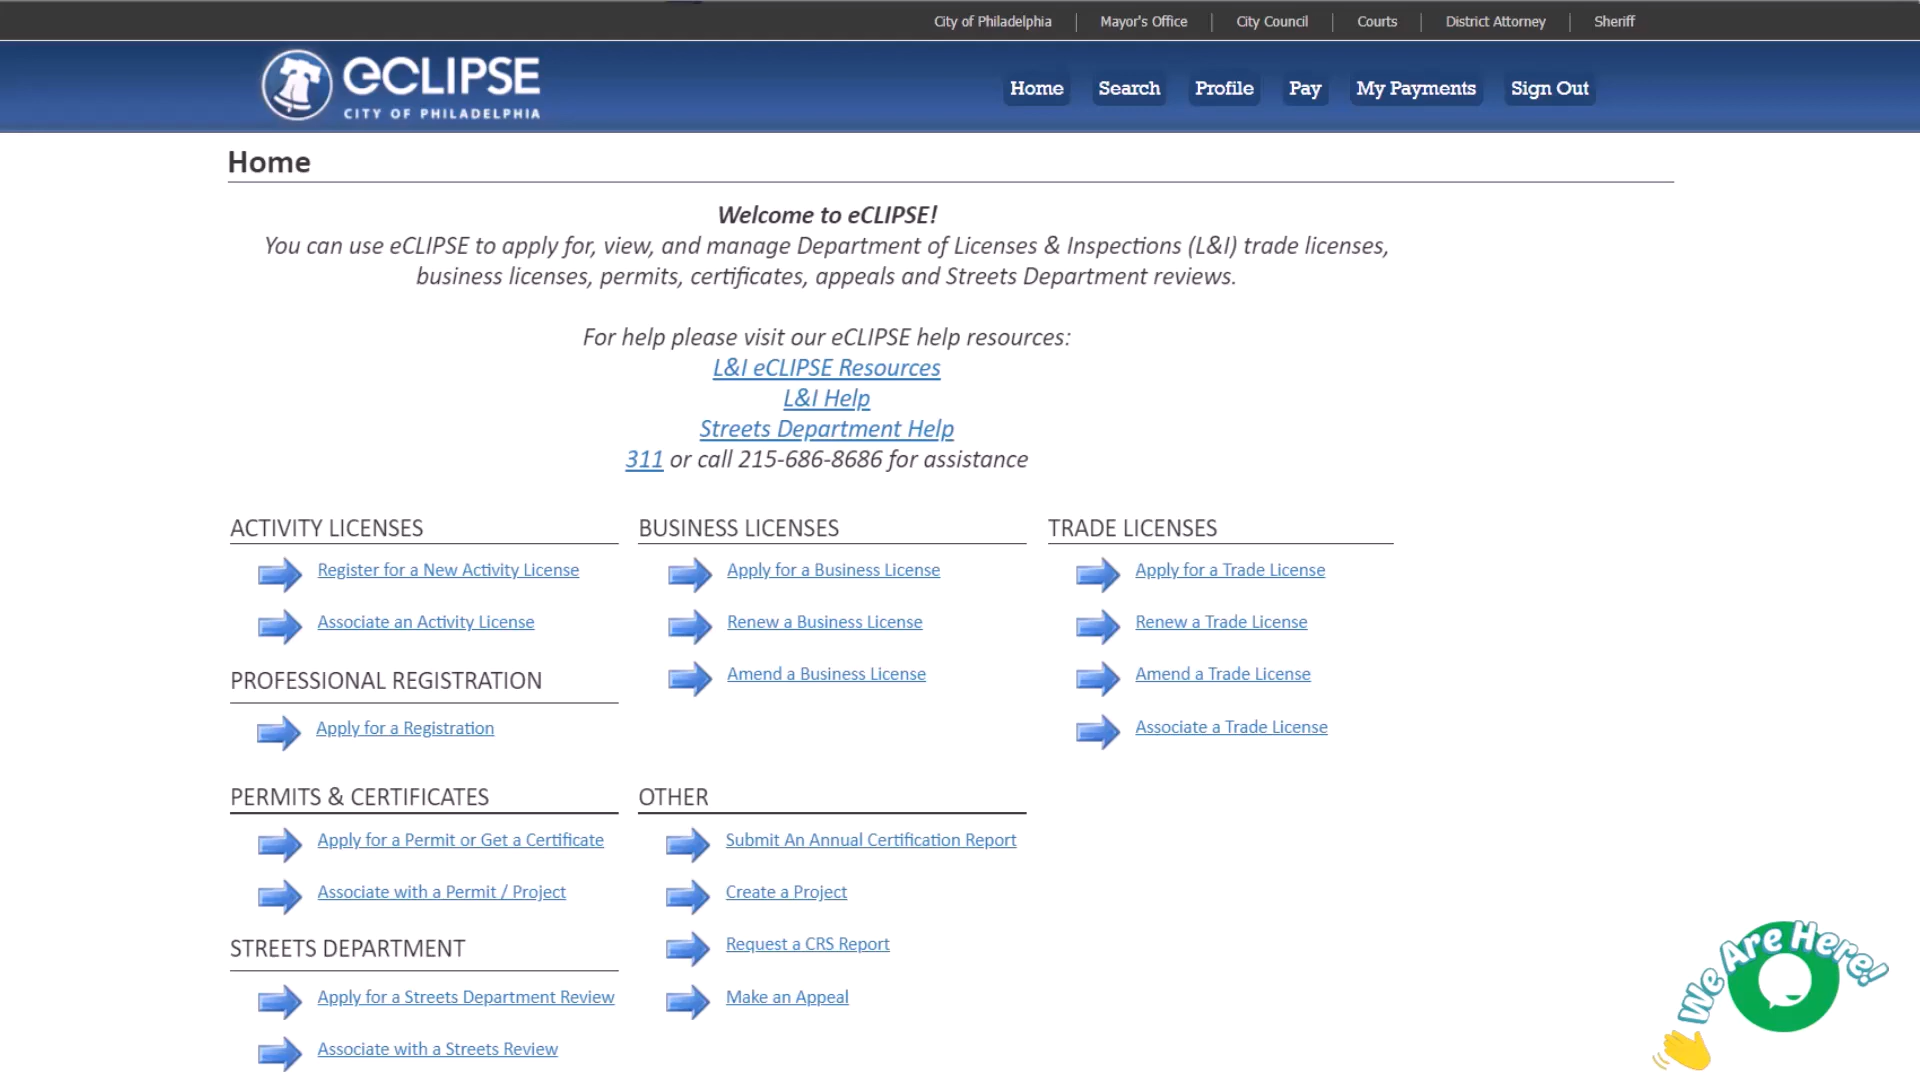 City of Philadelphia | Mayor's Office | City Council | Courts | District Attorney | Sheriff
eCLIPSE
CITY OF PHILADELPHIA
Home Search Profile Pay My Payments Sign Out
Home
Welcome to eCLIPSE!
You can use eCLIPSE to apply for, view, and manage Department of Licenses & Inspections (L&I) trade licenses,
business licenses, permits, certificates, appeals and Streets Department reviews.
For help please visit our eCLIPSE help resources:
L&I eCLIPSE Resources
L&I Help
Streets Department Help
311 or call 215-686-8686 for assistance
ACTIVITY LICENSES
Register for a New Activity License
Associate an Activity License
PROFESSIONAL REGISTRATION
Apply for a Registration
BUSINESS LICENSES
Apply for a Business License
Renew a Business License
Amend a Business License
TRADE LICENSES
Apply for a Trade License
Renew a Trade License
Amend a Trade License
Associate a Trade License
PERMITS & CERTIFICATES
Apply for a Permit or Get a Certificate
Associate with a Permit / Project
STREETS DEPARTMENT
Apply for a Streets Department Review
Associate with a Streets Review
OTHER
Submit An Annual Certification Report
Create a Project
Request a CRS Report
Make an Appeal
We Are Here!